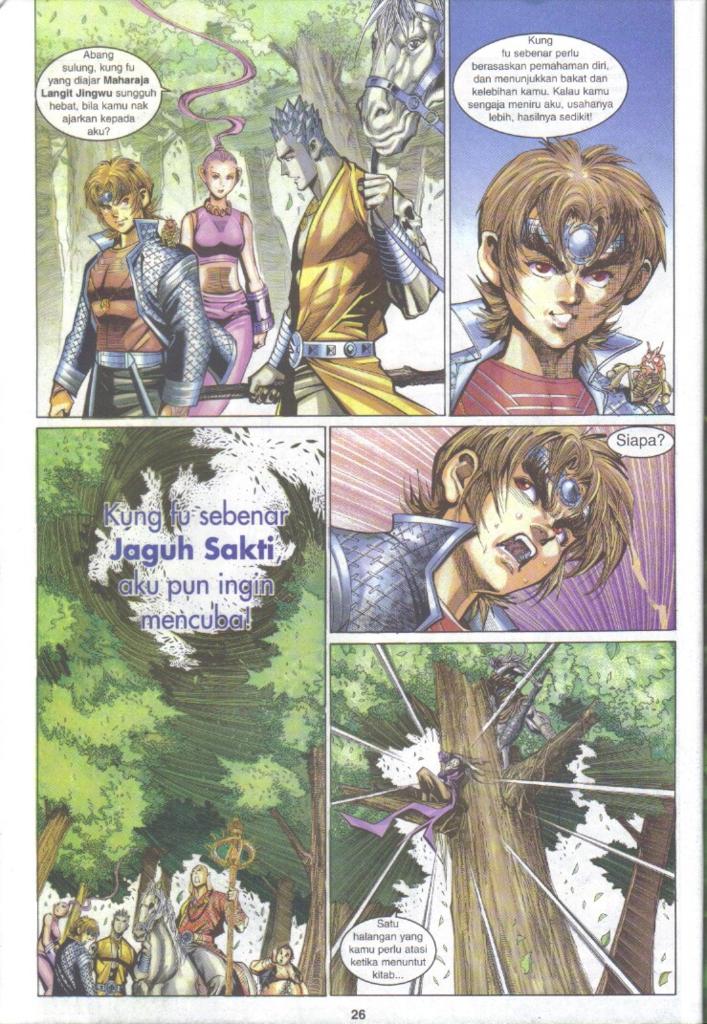 Abang
sulung, kung fu
yang diajar Maharaja
Langit Jingwu sungguh
hebat, bila kamu nak
ajarkan kepada
aku?
Kung
fu sebenar perlu
berasaskan pemahaman diri,
dan menunjukkan bakat dan
kelebihan kamu. Kalau kamu
sengaja meniru aku, usahanya
lebih, hasilnya sedikit!
Kung fu sebenar
Jaguh Sakti,
aku pun ingin
mencuba!
Siapa?
Satu
halangan yang
kamu perlu atasi
ketika menuntut
kitab...
26